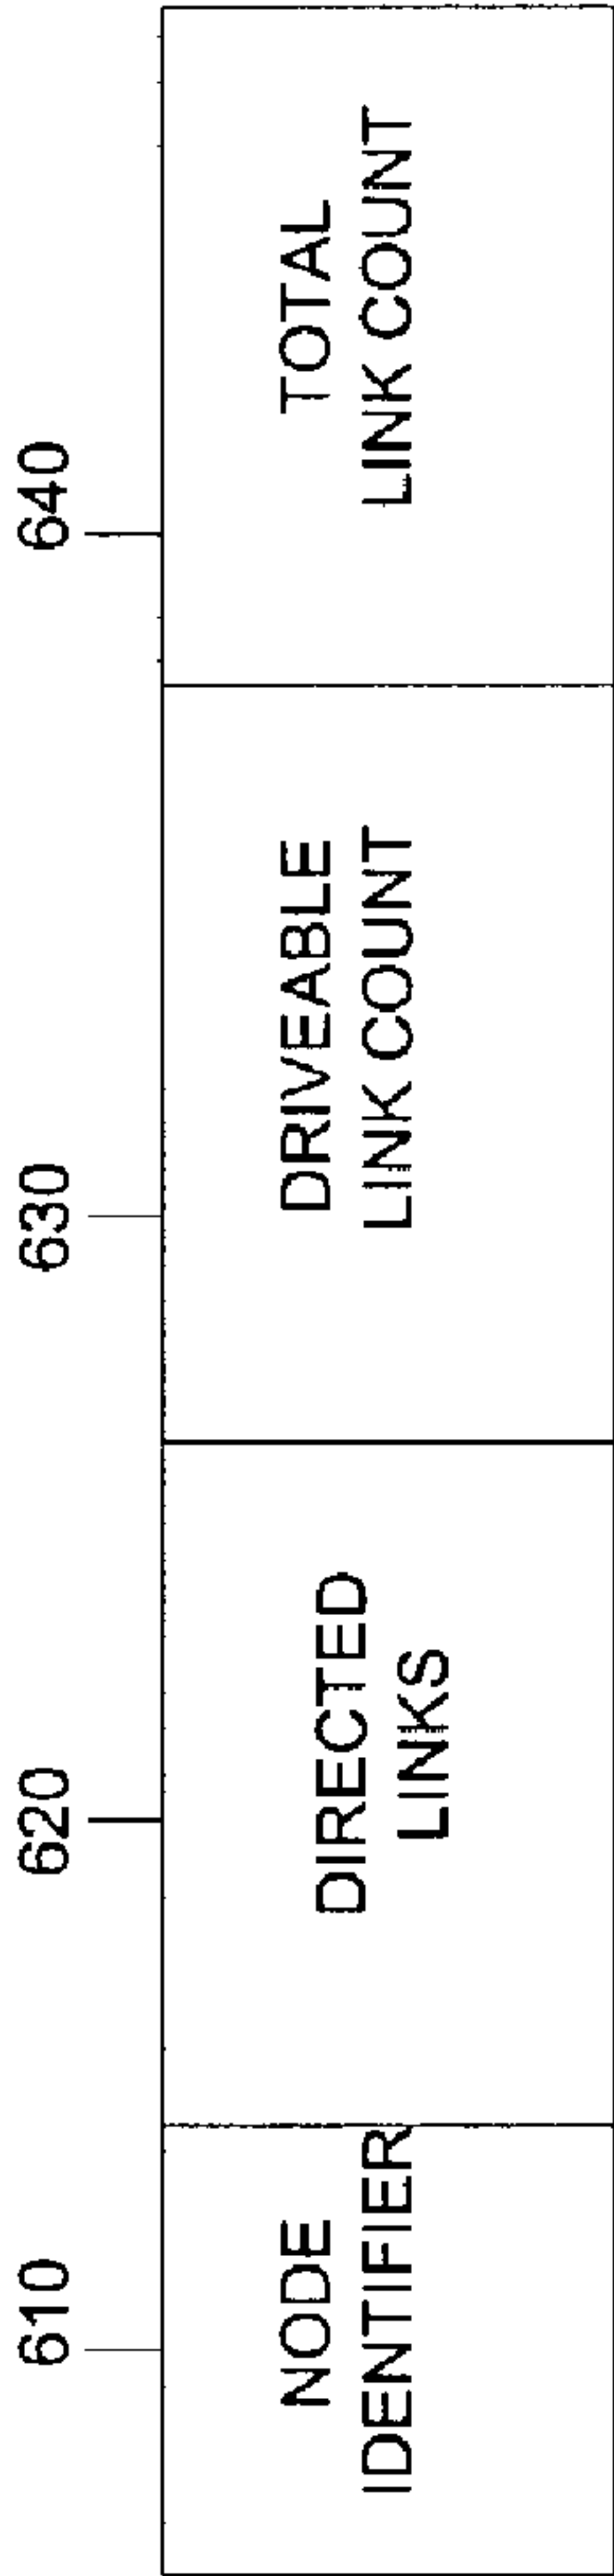 610
620
630
640
NODE
IDENTIFIER
DIRECTED
LINKS
DRIVEABLE
LINK COUNT
TOTAL
LINK COUNT